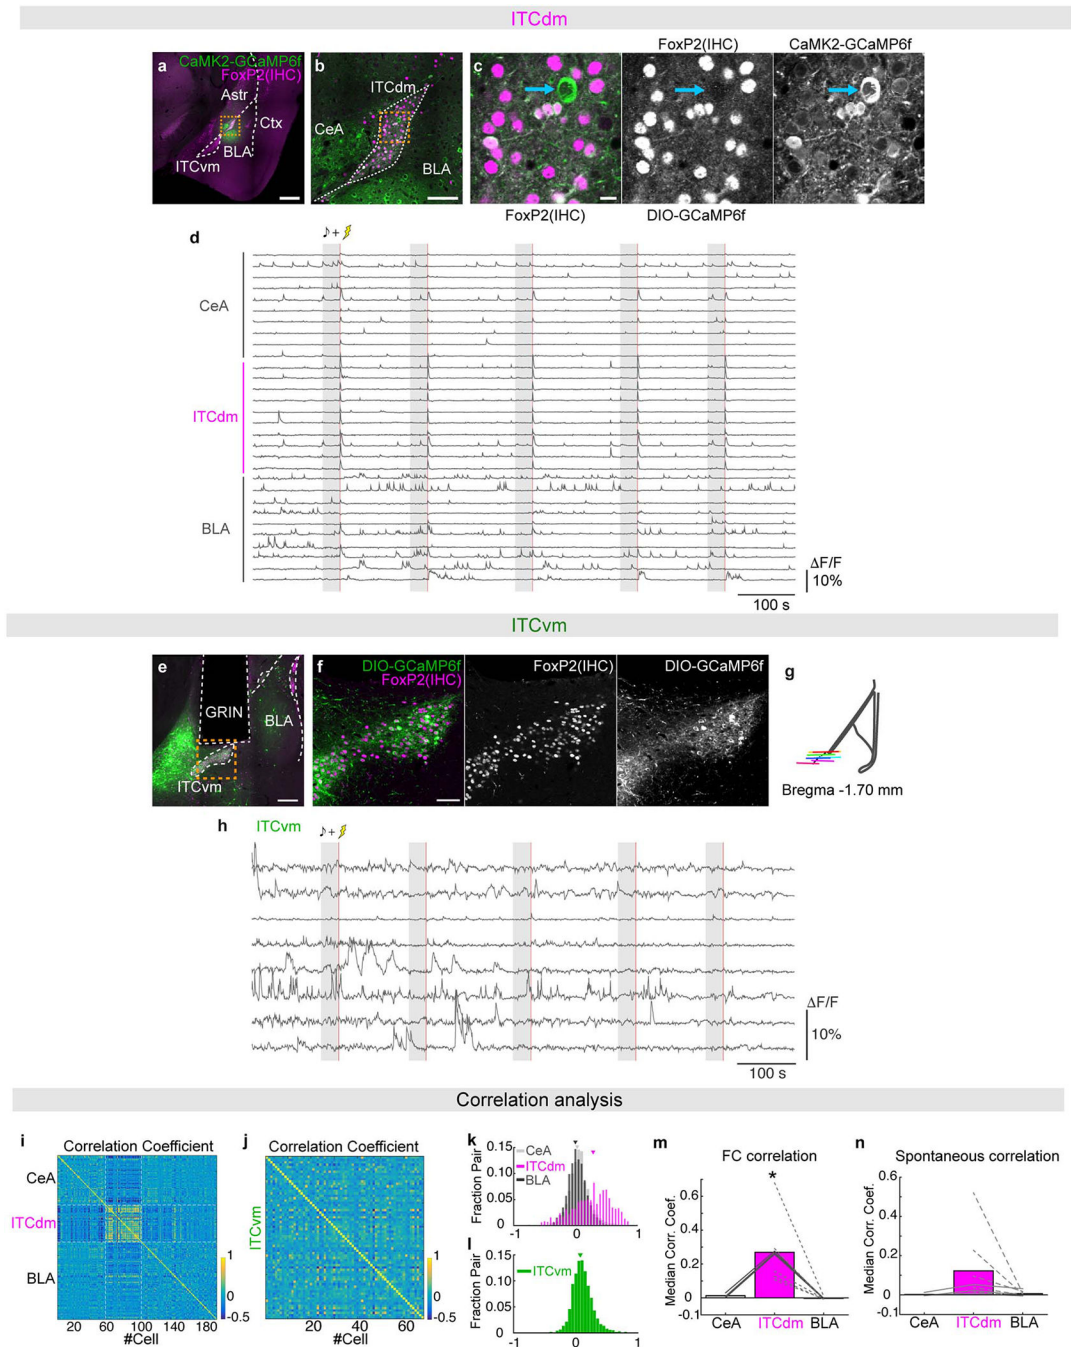 ITCdm
a
CaMK2-GCaMP6f
FoxP2(IHC)
Astr
Ctx
BLA
ITCvm
b
ITCdm
CeA
BLA
c
FoxP2(IHC)
CaMK2-GCaMP6f
FoxP2(IHC)
DIO-GCaMP6f
d
♪+
CeA
ITCdm
BLA
ΔF/F
10%
100 s
ITCvm
e
GRIN
BLA
ITCvm
f
DIO-GCaMP6f
FoxP2(IHC)
FoxP2(IHC)
DIO-GCaMP6f
g
Bregma -1.70 mm
h
ITCvm
♪+
ΔF/F
10%
100 s
Correlation analysis
i
Correlation Coefficient
CeA
ITCdm
BLA
20 60 100 140 180
#Cell
1
0
-0.5
j
Correlation Coefficient
ITCvm
20 40 60
#Cell
1
0
-0.5
k
0.15
0.10
0.05
0
Fraction Pair
CeA
ITCdm
BLA
-1 0 1
l
0.15
0.10
0.05
0
Fraction Pair
ITCvm
-1 0 1
m
FC correlation
*
0.6
0.4
0.2
0
-0.1
Median Corr. Coef.
CeA ITCdm BLA
n
Spontaneous correlation
0.6
0.4
0.2
0
-0.1
Median Corr. Coef.
CeA ITCdm BLA